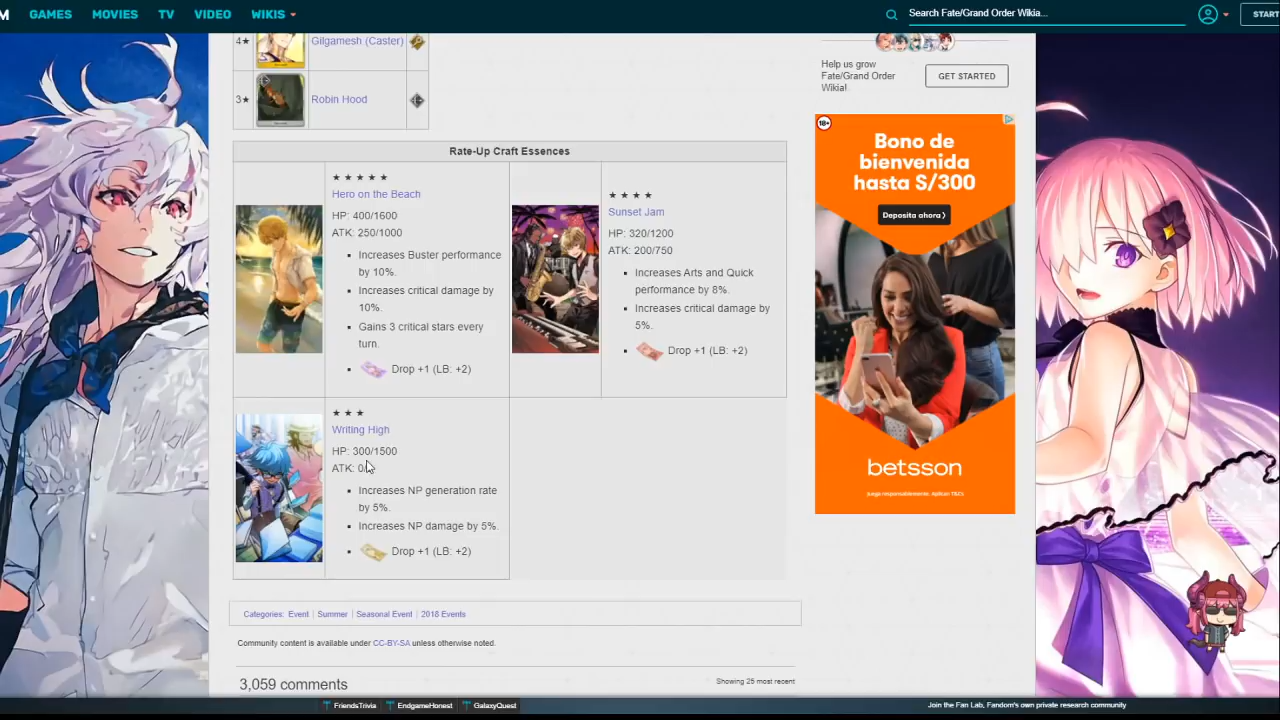 GAMES MOVIES TV VIDEO WIKIS
Search Fate/Grand Order Wikia...
START
4★ Gilgamesh (Caster)
3★ Robin Hood
Rate-Up Craft Essences
★ ★ ★ ★ ★
Hero on the Beach
HP: 400/1600
ATK: 250/1000
Increases Buster performance
by 10%.
Increases critical damage by
10%.
Gains 3 critical stars every
turn.
Drop +1 (LB: +2)
★ ★ ★ ★
Sunset Jam
HP: 320/1200
ATK: 200/750
Increases Arts and Quick
performance by 8%.
Increases critical damage by
5%.
Drop +1 (LB: +2)
★ ★ ★
Writing High
HP: 300/1500
ATK: 0/
Increases NP generation rate
by 5%.
Increases NP damage by 5%.
Drop +1 (LB: +2)
Categories: Event | Summer | Seasonal Event | 2018 Events
Community content is available under CC-BY-SA unless otherwise noted.
3,059 comments
Showing 25 most recent
Help us grow
Fate/Grand Order
Wikia!
GET STARTED
18+
Bono de
bienvenida
hasta S/300
Deposita ahora ❯
betsson
FriendsTrivia EndgameHonest GalaxyQuest
Join the Fan Lab, Fandom's own private research community